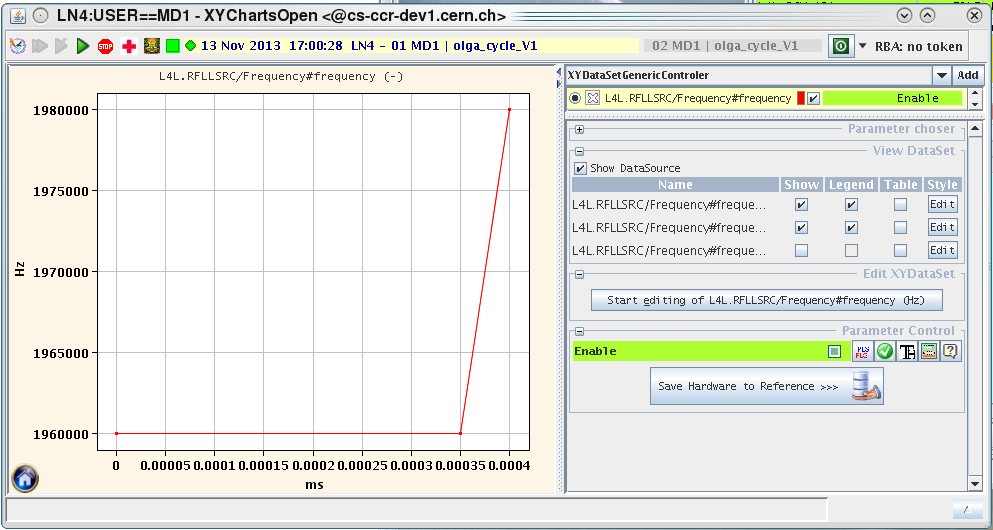 LN4:USER==MD1 - XYChartsOpen <@cs-ccr-dev1.cern.ch>
STOP 13 Nov 2013 17:00:28 LN4 - 01 MD1 | olga_cycle_V1 02 MD1 | olga_cycle_V1 RBA: no token
L4L.RFLLSRC/Frequency#frequency (-)
1980000
1975000
1970000
1965000
1960000
Hz
0 0.00005 0.0001 0.00015 0.0002 0.00025 0.0003 0.00035 0.0004
ms
XYDataSetGenericControler Add
L4L.RFLLSRC/Frequency#frequency Enable
Parameter choser
View DataSet
Show DataSource
Name Show Legend Table Style
L4L.RFLLSRC/Frequency#freque... Edit
L4L.RFLLSRC/Frequency#freque... Edit
L4L.RFLLSRC/Frequency#freque... Edit
Edit XYDataSet
Start editing of L4L.RFLLSRC/Frequency#frequency (Hz)
Parameter Control
Enable
Save Hardware to Reference >>>